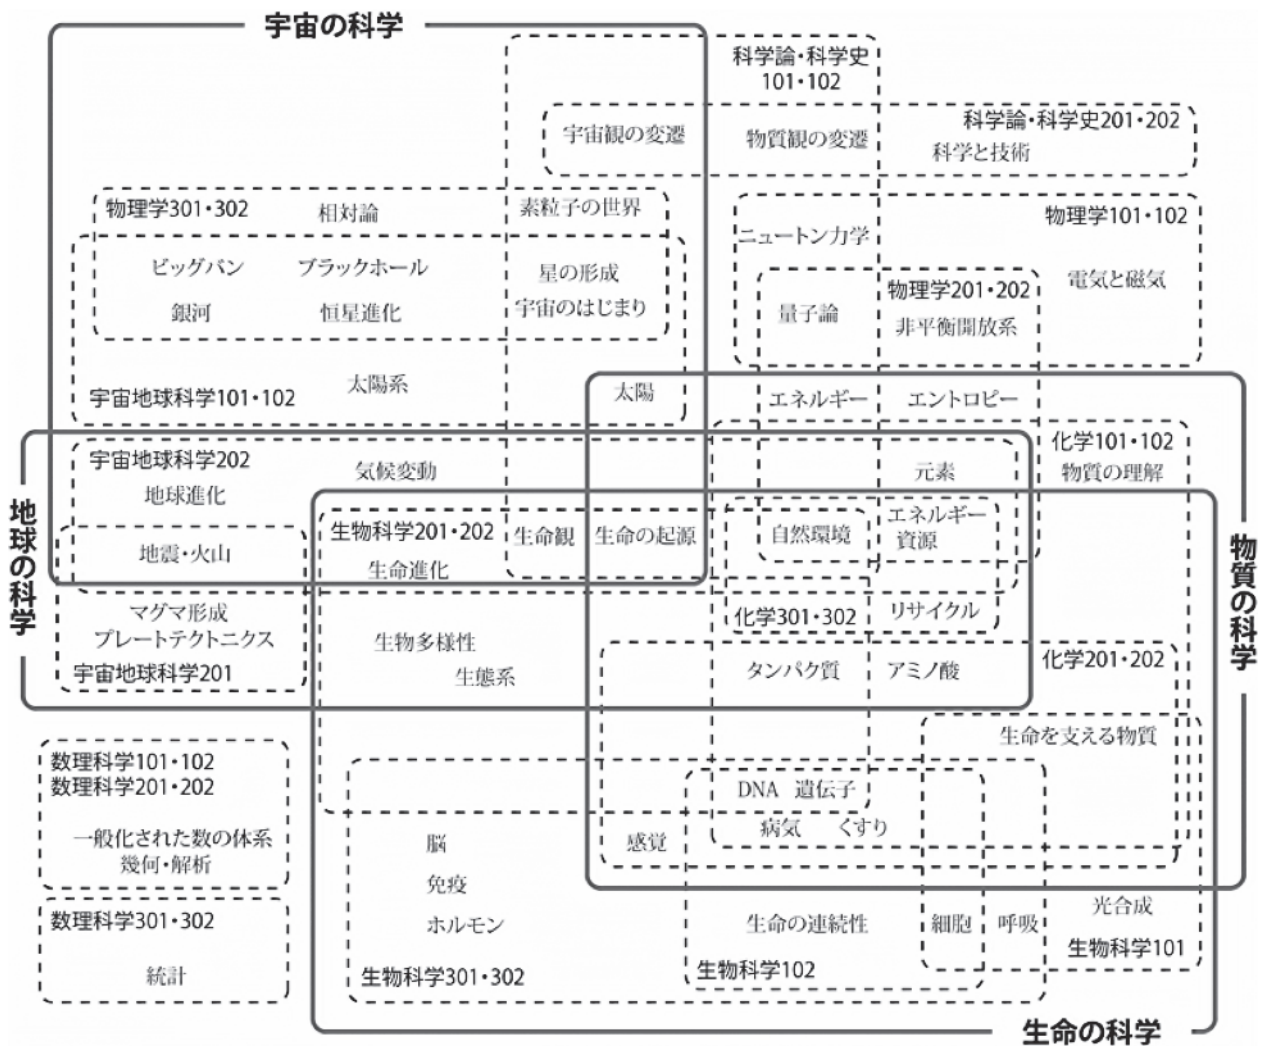 宇宙の科学
科学論・科学史
101・102
科学論・科学史201・202
宇宙観の変遷
物質観の変遷
科学と技術
物理学301・302
相対論
素粒子の世界
物理学101・102
ニュートン力学
ビッグバン
ブラックホール
星の形成
電気と磁気
物理学201・202
銀河
恒星進化
宇宙のはじまり
量子論
非平衡開放系
太陽系
宇宙地球科学101・102
太陽
エネルギー
エントロピー
宇宙地球科学202
気候変動
元素
化学101・102
物質の理解
地球進化
地球の科学
生物科学201・202
生命観
生命の起源
自然環境
エネルギー
資源
地震・火山
生命進化
物質の科学
マグマ形成
プレートテクトニクス
宇宙地球科学201
化学301・302
リサイクル
生物多様性
生態系
タンパク質
アミノ酸
化学201・202
生命を支える物質
数理科学101・102
数理科学201・202
一般化された数の体系
幾何・解析
DNA 遺伝子
病気 くすり
脳
感覚
免疫
ホルモン
生命の連続性
細胞
呼吸
光合成
生物科学101
生物科学102
生物科学301・302
数理科学301・302
統計
生命の科学